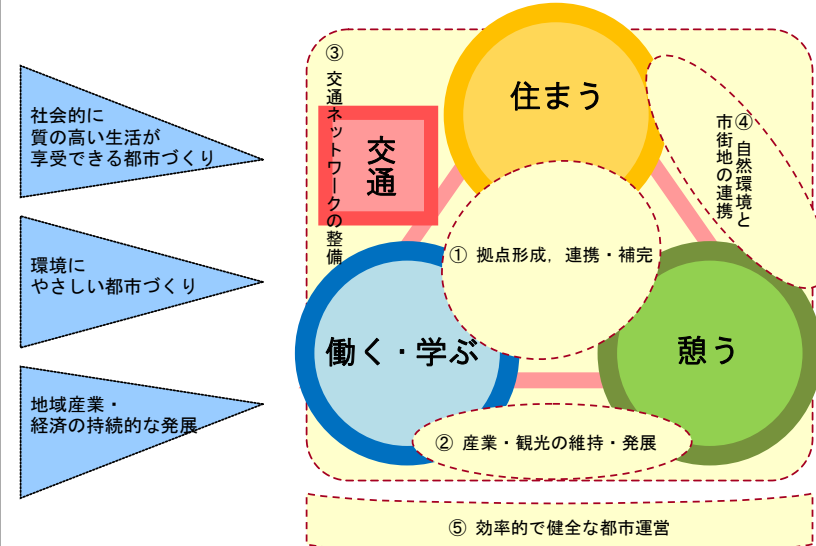 社会的に
質の高い生活が
享受できる都市づくり
環境に
やさしい都市づくり
地域産業・
経済の持続的な発展
③ 交通ネットワークの整備
交通
住まう
④ 自然環境と
市街地の連携
① 拠点形成，連携・補完
働く・学ぶ
憩う
② 産業・観光の維持・発展
⑤ 効率的で健全な都市運営